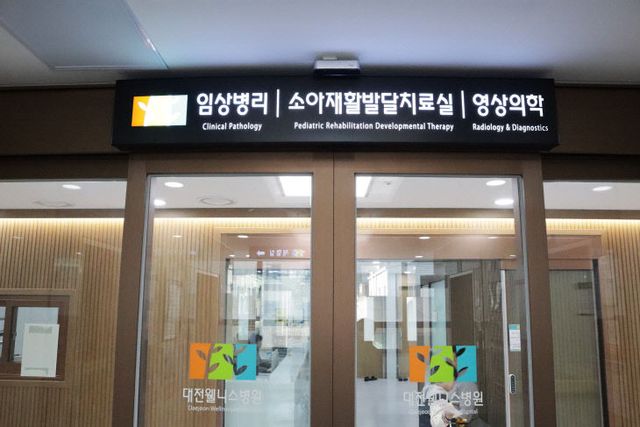 임상병리 | 소아재활발달치료실 | 영상의학
Clinical Pathology Pediatric Rehabilitation Developmental Therapy Radiology & Diagnostics
대전웰니스병원
Daejeon Wellness
대전웰니스병원
Daejeon